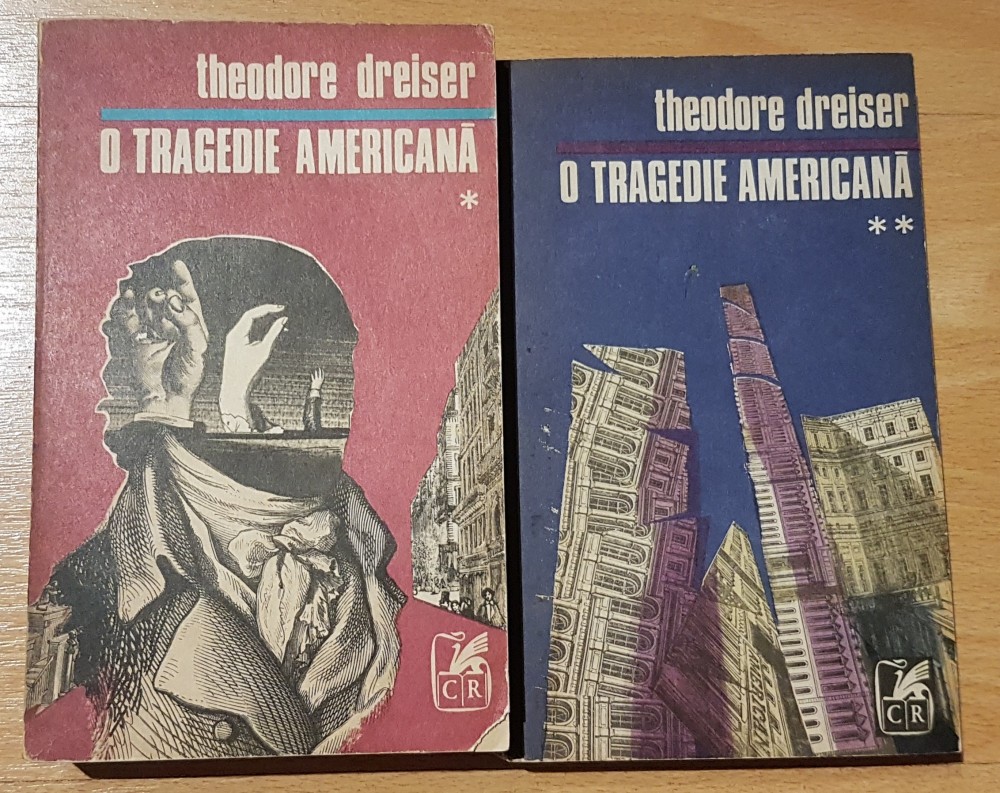 theodore dreiser
O TRAGEDIE AMERICANĂ
*
CR
theodore dreiser
O TRAGEDIE AMERICANĂ
**
CR